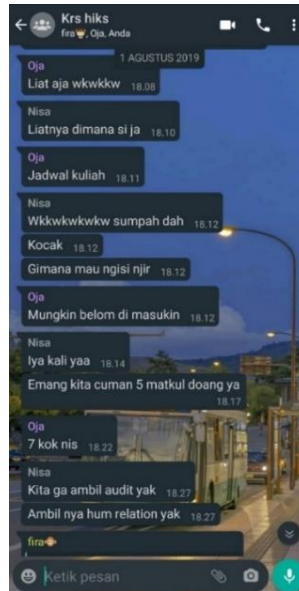 Krs hiks
fira👸, Oja, Anda
1 AGUSTUS 2019
Oja
Liat aja wkwkkw 18.08
Nisa
Liatnya dimana si ja 18.10
Oja
Jadwal kuliah 18.11
Nisa
Wkkwkwkwkw sumpah dah 18.12
Kocak 18.12
Gimana mau ngisi njir 18.12
Oja
Mungkin belom di masukin 18.12
Nisa
Iya kali yaa 18.14
Emang kita cuman 5 matkul doang ya
18.17
Oja
7 kok nis 18.22
Nisa
Kita ga ambil audit yak 18.27
Ambil nya hum relation yak 18.27
fira🐵
Ketik pesan